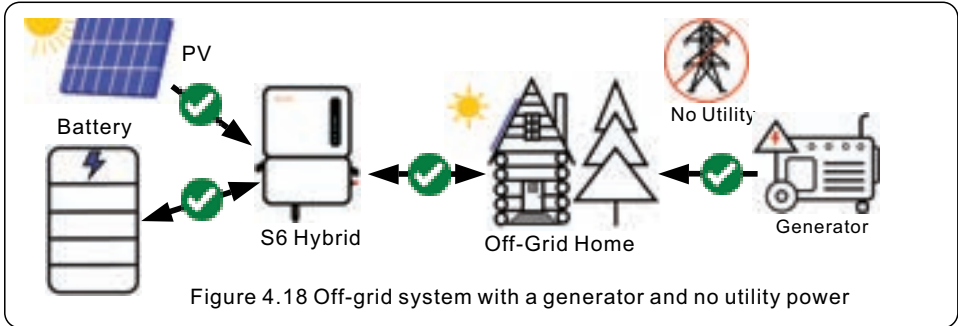 PV
Battery
No Utility
S6 Hybrid
Off-Grid Home
Generator
Figure 4.18 Off-grid system with a generator and no utility power